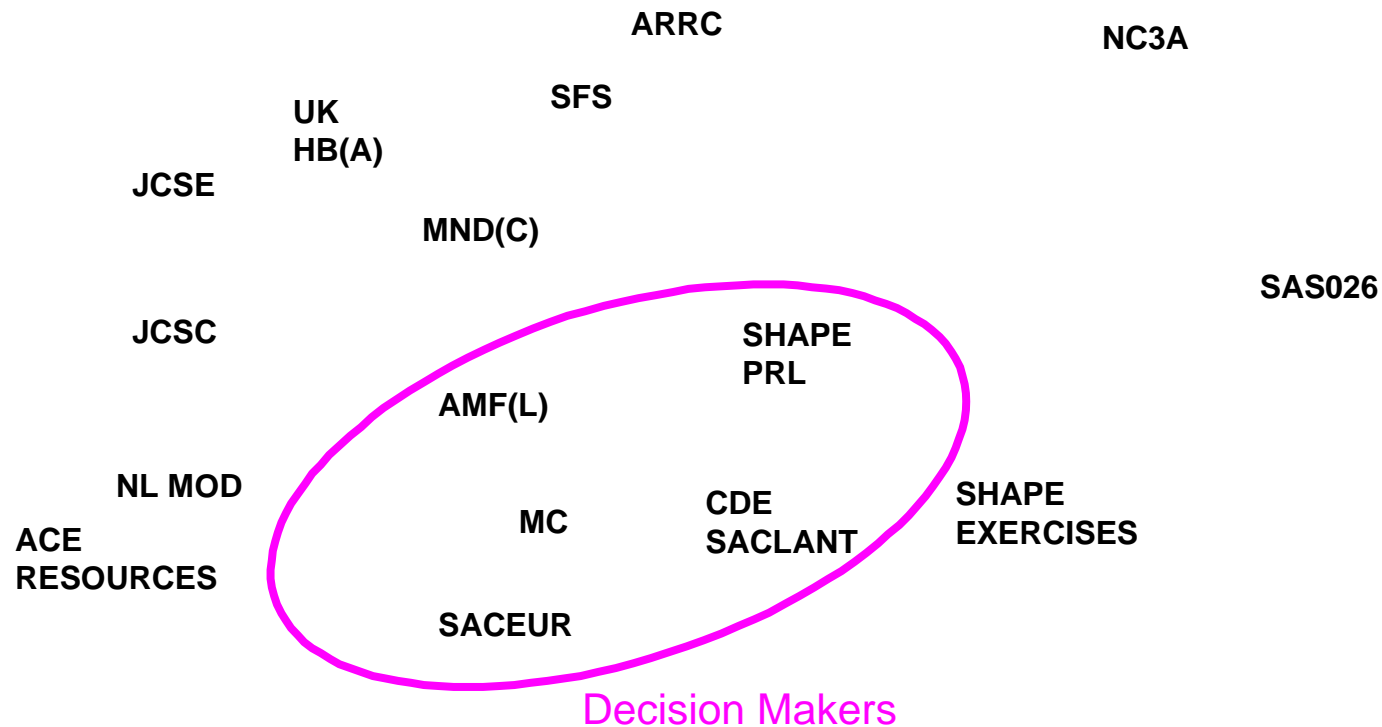 ARRC
NC3A
SFS
UK
HB(A)
JCSE
MND(C)
SAS026
JCSC
SHAPE
PRL
AMF(L)
NL MOD
MC
CDE
SACLANT
SHAPE
EXERCISES
ACE
RESOURCES
SACEUR
Decision Makers